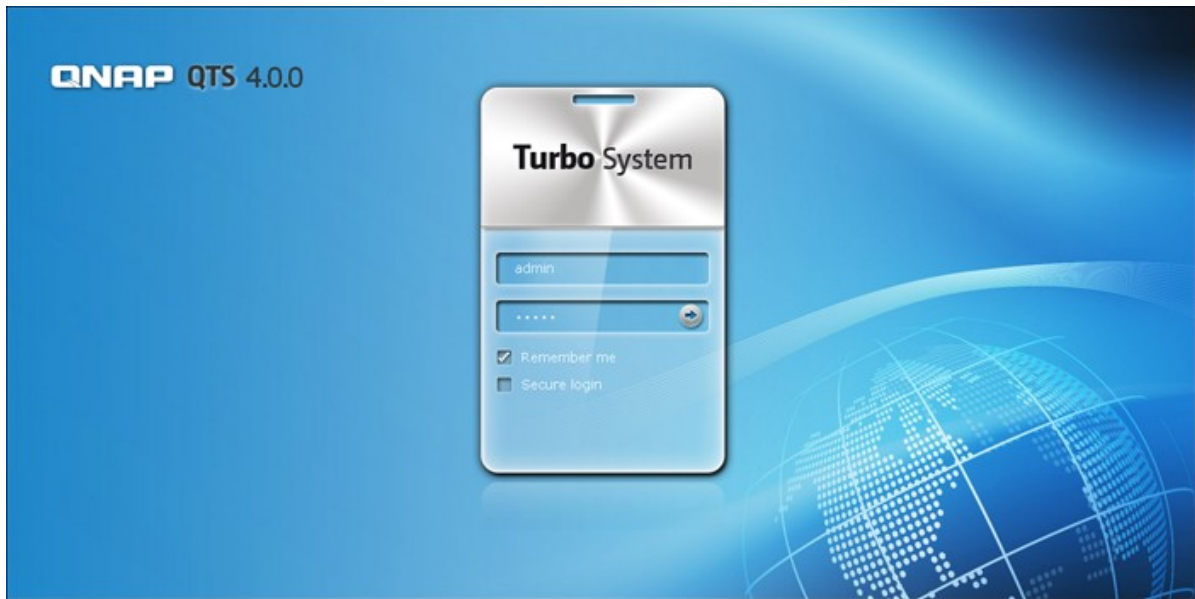 QNAP QTS 4.0.0
Turbo System
admin
•••••
Remember me
Secure login